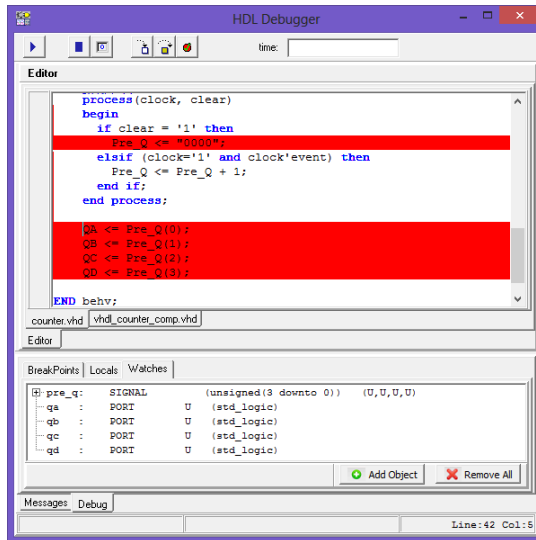 HDL Debugger
time:
Editor
process(clock, clear)
begin
if clear = '1' then
Pre_Q <= "0000";
elsif (clock='1' and clock'event) then
Pre_Q <= Pre_Q + 1;
end if;
end process;
QA <= Pre_Q(0);
QB <= Pre_Q(1);
QC <= Pre_Q(2);
QD <= Pre_Q(3);
END behv;
counter.vhd vhdl_counter_comp.vhd
Editor
BreakPoints Locals Watches
pre_q: SIGNAL (unsigned(3 downto 0)) (U,U,U,U)
qa : PORT U (std_logic)
qb : PORT U (std_logic)
qc : PORT U (std_logic)
qd : PORT U (std_logic)
Add Object Remove All
Messages Debug
Line:42 Col:5